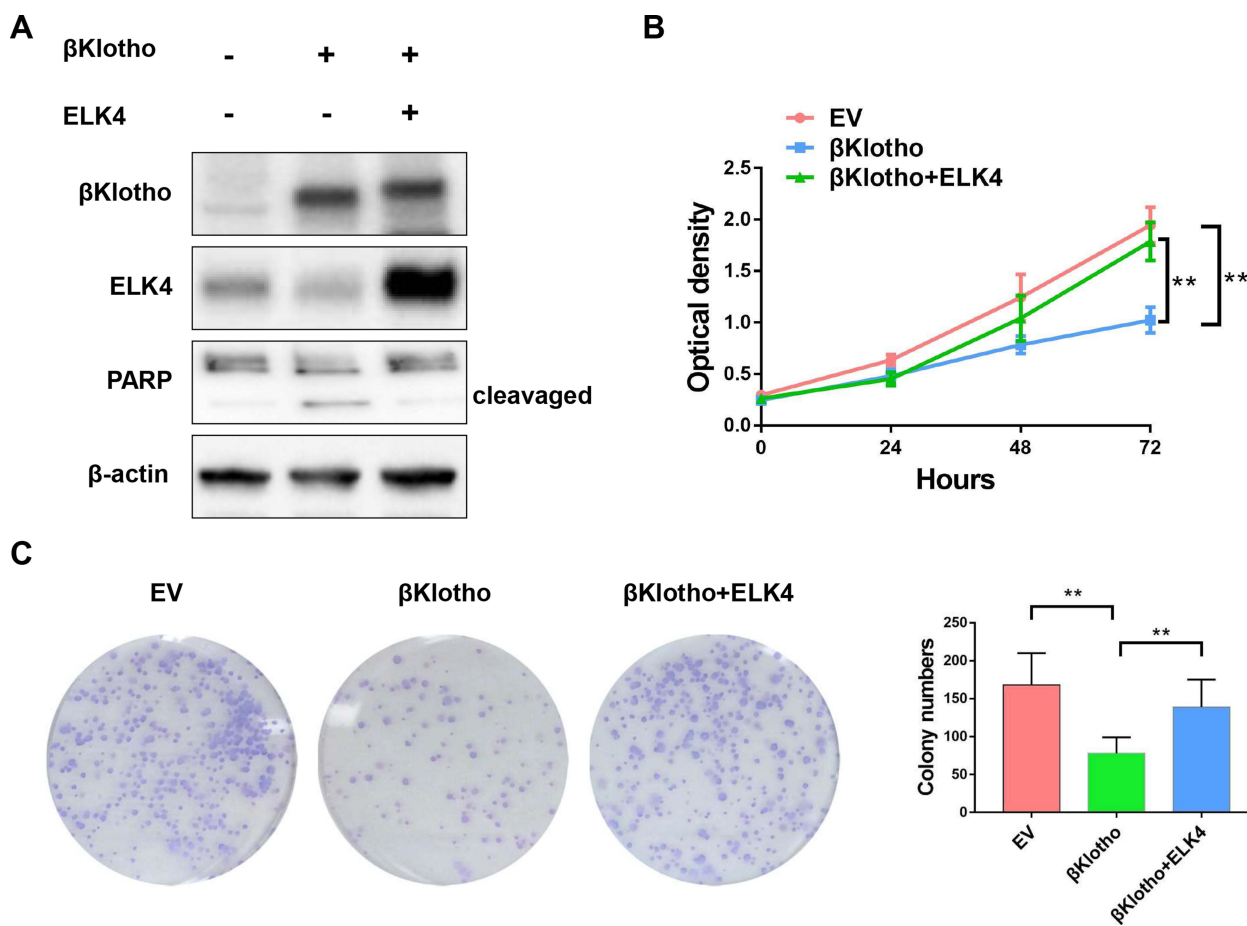 A
βKlotho - + +
ELK4 - - +
βKlotho
ELK4
PARP
cleavaged
β-actin
B
EV
βKlotho
βKlotho+ELK4
Optical density
2.5
2.0
1.5
1.0
0.5
0.0
0 24 48 72
Hours
**
**
C
EV
βKlotho
βKlotho+ELK4
Colony numbers
250
200
150
100
50
0
**
**
EV
βKlotho
βKlotho+ELK4